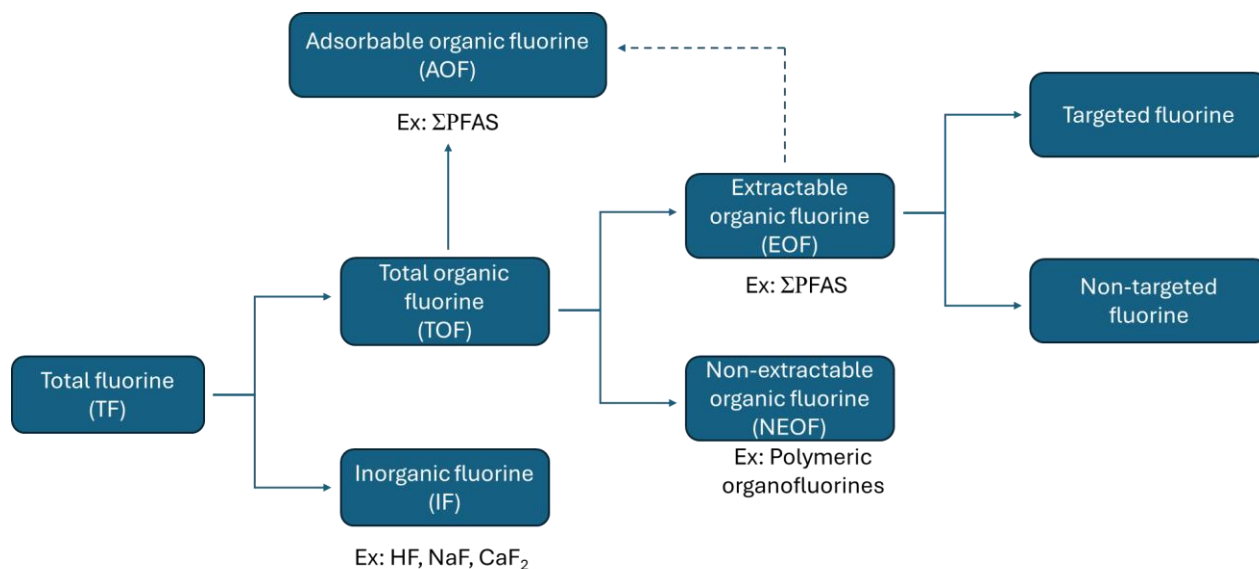 Adsorbable organic fluorine
(AOF)
Ex: ΣPFAS
Targeted fluorine
Extractable
organic fluorine
(EOF)
Ex: ΣPFAS
Total organic
fluorine
(TOF)
Non-targeted
fluorine
Total fluorine
(TF)
Non-extractable
organic fluorine
(NEOF)
Ex: Polymeric
organofluorines
Inorganic fluorine
(IF)
Ex: HF, NaF, CaF₂